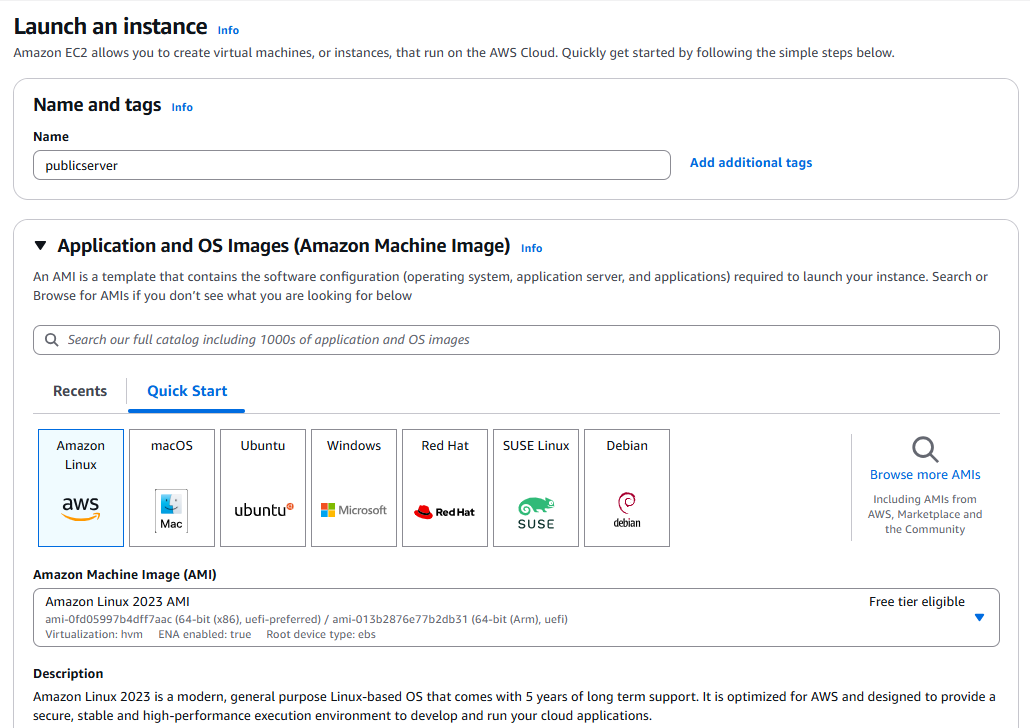 Launch an instance Info
Amazon EC2 allows you to create virtual machines, or instances, that run on the AWS Cloud. Quickly get started by following the simple steps below.
Name and tags Info
Name
publicserver
Add additional tags
Application and OS Images (Amazon Machine Image) Info
An AMI is a template that contains the software configuration (operating system, application server, and applications) required to launch your instance. Search or
Browse for AMIs if you don’t see what you are looking for below
Search our full catalog including 1000s of application and OS images
Recents
Quick Start
Amazon
Linux
aws
macOS
Mac
Ubuntu
ubuntu
Windows
Microsoft
Red Hat
Red Hat
SUSE Linux
SUSE
Debian
debian
Browse more AMIs
Including AMIs from
AWS, Marketplace and
the Community
Amazon Machine Image (AMI)
Amazon Linux 2023 AMI
Free tier eligible
ami-0fd05997b4dff7aac (64-bit (x86), uefi-preferred) / ami-013b2876e77b2db31 (64-bit (Arm), uefi)
Virtualization: hvm ENA enabled: true Root device type: ebs
Description
Amazon Linux 2023 is a modern, general purpose Linux-based OS that comes with 5 years of long term support. It is optimized for AWS and designed to provide a
secure, stable and high-performance execution environment to develop and run your cloud applications.